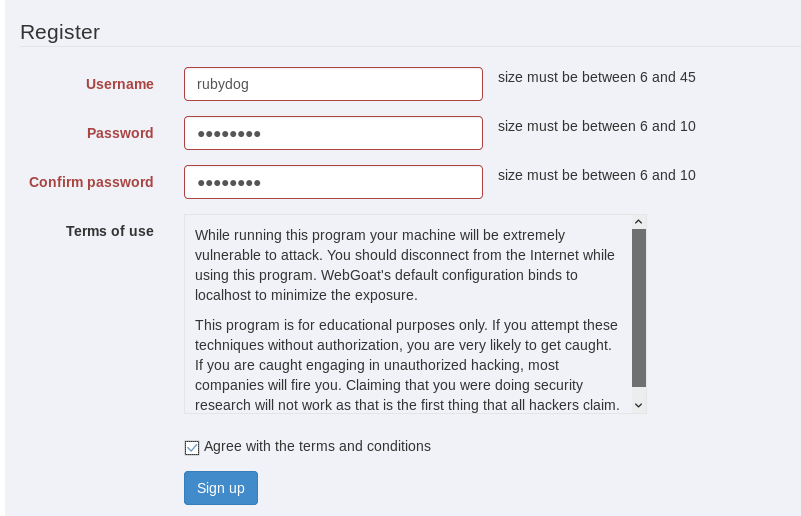 Register
Username rubydog size must be between 6 and 45
Password ●●●●●●●● size must be between 6 and 10
Confirm password ●●●●●●●● size must be between 6 and 10
Terms of use
While running this program your machine will be extremely
vulnerable to attack. You should disconnect from the Internet while
using this program. WebGoat's default configuration binds to
localhost to minimize the exposure.
This program is for educational purposes only. If you attempt these
techniques without authorization, you are very likely to get caught.
If you are caught engaging in unauthorized hacking, most
companies will fire you. Claiming that you were doing security
research will not work as that is the first thing that all hackers claim.
Agree with the terms and conditions
Sign up